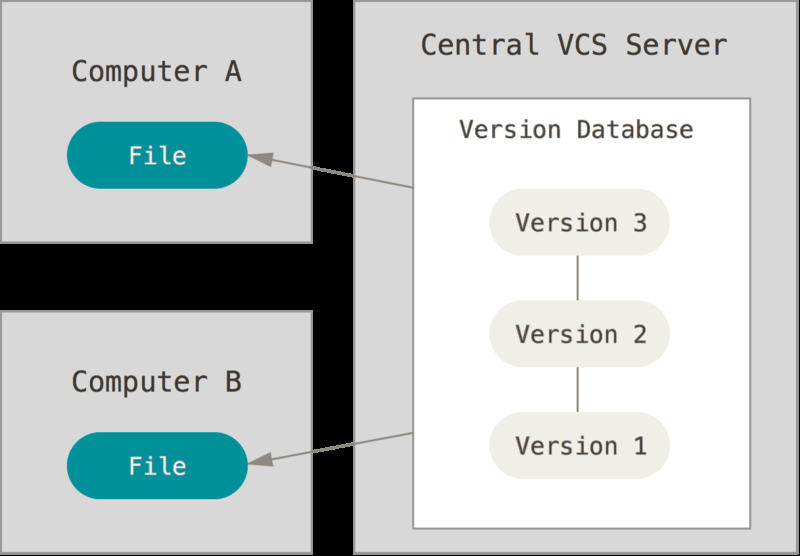 Computer A
File
Computer B
File
Central VCS Server
Version Database
Version 3
Version 2
Version 1